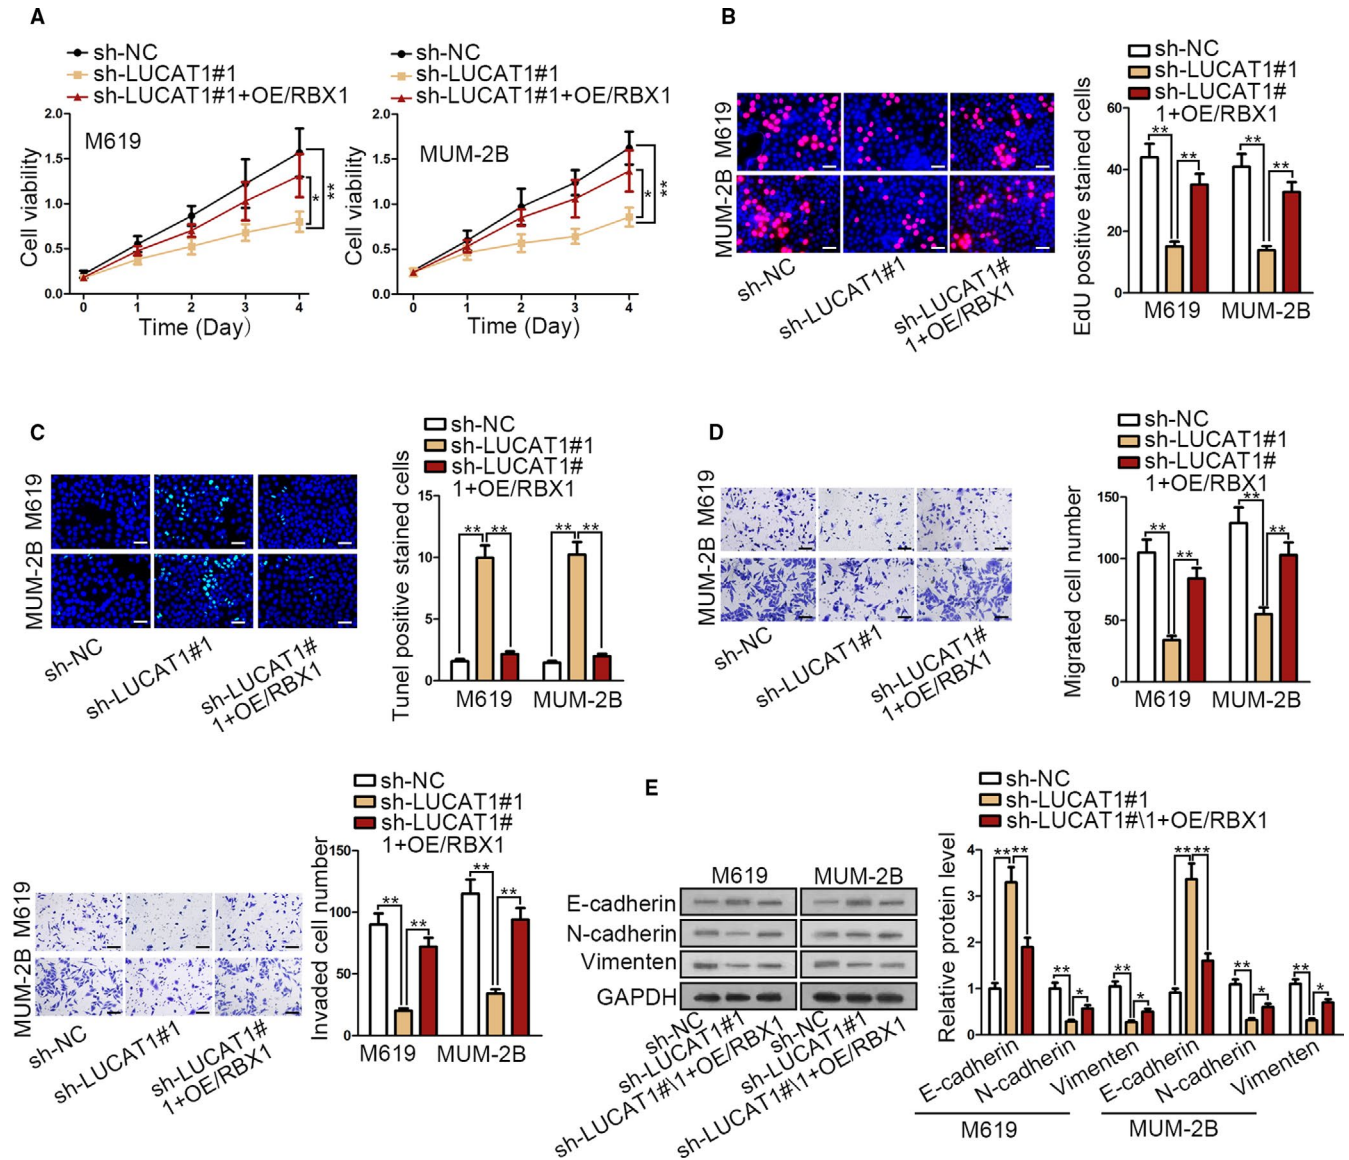 A
sh-NC
sh-LUCAT1#1
sh-LUCAT1#1+OE/RBX1
M619
Cell viability
2.0
1.5
1.0
0.5
0.0
0 1 2 3 4
Time (Day)
* **
sh-NC
sh-LUCAT1#1
sh-LUCAT1#1+OE/RBX1
MUM-2B
Cell viability
2.0
1.5
1.0
0.5
0.0
0 1 2 3 4
Time (Day)
* **
B
M619
MUM-2B
sh-NC
sh-LUCAT1#1
sh-LUCAT1#
1+OE/RBX1
sh-NC
sh-LUCAT1#1
sh-LUCAT1#
1+OE/RBX1
EdU positive stained cells
60
40
20
0
** ** ** **
M619 MUM-2B
C
M619
MUM-2B
sh-NC
sh-LUCAT1#1
sh-LUCAT1#
1+OE/RBX1
sh-NC
sh-LUCAT1#1
sh-LUCAT1#
1+OE/RBX1
Tunel positive stained cells
15
10
5
0
** ** ** **
M619 MUM-2B
D
M619
MUM-2B
sh-NC
sh-LUCAT1#1
sh-LUCAT1#
1+OE/RBX1
sh-NC
sh-LUCAT1#1
sh-LUCAT1#
1+OE/RBX1
Migrated cell number
150
100
50
0
** ** ** **
M619 MUM-2B
M619
MUM-2B
sh-NC
sh-LUCAT1#1
sh-LUCAT1#
1+OE/RBX1
sh-NC
sh-LUCAT1#1
sh-LUCAT1#
1+OE/RBX1
Invaded cell number
150
100
50
0
** ** ** **
M619 MUM-2B
E
M619 MUM-2B
E-cadherin
N-cadherin
Vimenten
GAPDH
sh-NC
sh-LUCAT1#1
sh-LUCAT1#\1+OE/RBX1
sh-NC
sh-LUCAT1#1
sh-LUCAT1#\1+OE/RBX1
sh-NC
sh-LUCAT1#1
sh-LUCAT1#\1+OE/RBX1
Relative protein level
4
3
2
1
0
** ** ** * ** * ** ** ** * ** *
E-cadherin N-cadherin Vimenten E-cadherin N-cadherin Vimenten
M619 MUM-2B